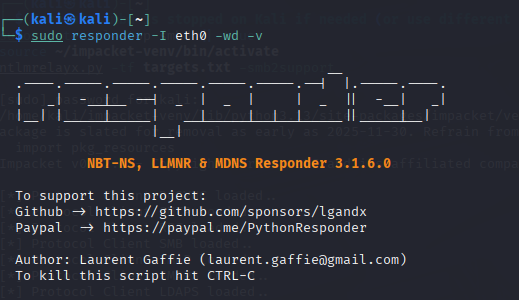 ┌──(kali㉿kali)-[~]
└─$ sudo responder -I eth0 -wd -v
NBT-NS, LLMNR & MDNS Responder 3.1.6.0
To support this project:
Github -> https://github.com/sponsors/lgandx
Paypal -> https://paypal.me/PythonResponder
Author: Laurent Gaffie (laurent.gaffie@gmail.com)
To kill this script hit CTRL-C